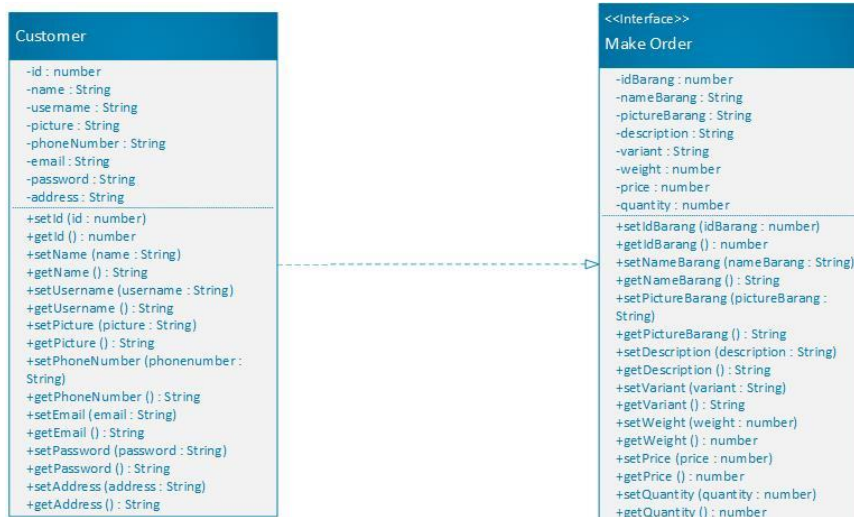 Customer
-id : number
-name : String
-username : String
-picture : String
-phoneNumber : String
-email : String
-password : String
-address : String
+setId (id : number)
+getId () : number
+setName (name : String)
+getName () : String
+setUsername (username : String)
+getUsername () : String
+setPicture (picture : String)
+getPicture () : String
+setPhoneNumber (phonenumber :
String)
+getPhoneNumber () : String
+setEmail (email : String)
+getEmail () : String
+setPassword (password : String)
+getPassword () : String
+setAddress (address : String)
+getAddress () : String
<<Interface>>
Make Order
-idBarang : number
-nameBarang : String
-pictureBarang : String
-description : String
-variant : String
-weight : number
-price : number
-quantity : number
+setIdBarang (idBarang : number)
+getIdBarang () : number
+setNameBarang (nameBarang : String)
+getNameBarang () : String
+setPictureBarang (pictureBarang :
String)
+getPictureBarang () : String
+setDescription (description : String)
+getDescription () : String
+setVariant (variant : String)
+getVariant () : String
+setWeight (weight : number)
+getWeight () : number
+setPrice (price : number)
+getPrice () : number
+setQuantity (quantity : number)
+getQuantity () : number